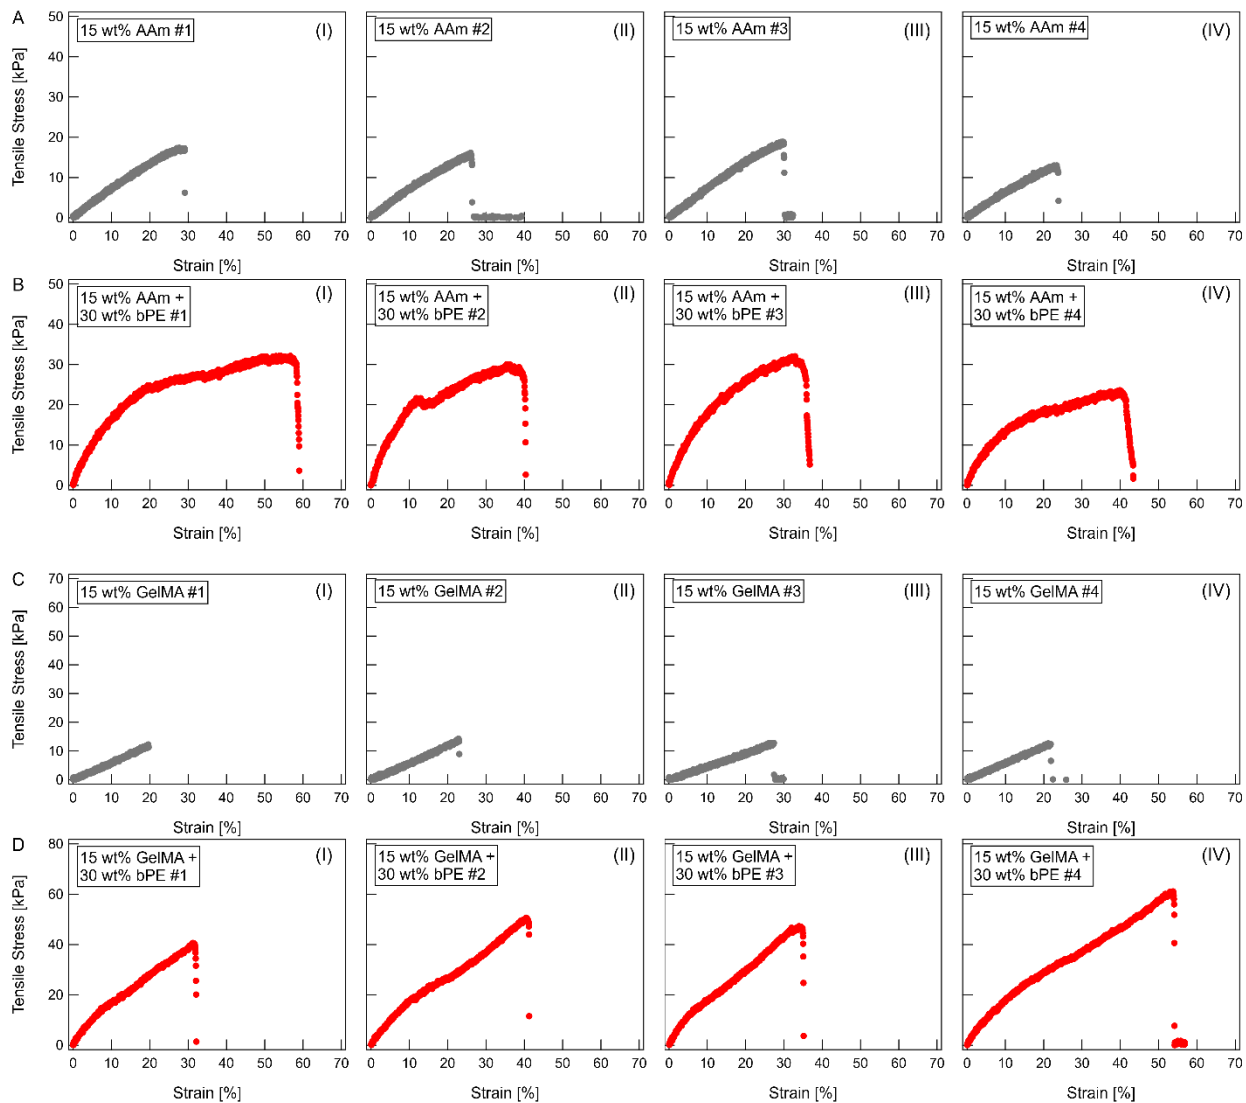 A
Tensile Stress [kPa]
50
40
30
20
10
0
15 wt% AAm #1
(I)
0 10 20 30 40 50 60 70
Strain [%]
15 wt% AAm #2
(II)
0 10 20 30 40 50 60 70
Strain [%]
15 wt% AAm #3
(III)
0 10 20 30 40 50 60 70
Strain [%]
15 wt% AAm #4
(IV)
0 10 20 30 40 50 60 70
Strain [%]
B
Tensile Stress [kPa]
50
40
30
20
10
0
15 wt% AAm +
30 wt% bPE #1
(I)
0 10 20 30 40 50 60 70
Strain [%]
15 wt% AAm +
30 wt% bPE #2
(II)
0 10 20 30 40 50 60 70
Strain [%]
15 wt% AAm +
30 wt% bPE #3
(III)
0 10 20 30 40 50 60 70
Strain [%]
15 wt% AAm +
30 wt% bPE #4
(IV)
0 10 20 30 40 50 60 70
Strain [%]
C
Tensile Stress [kPa]
70
60
50
40
30
20
10
0
15 wt% GelMA #1
(I)
0 10 20 30 40 50 60 70
Strain [%]
15 wt% GelMA #2
(II)
0 10 20 30 40 50 60 70
Strain [%]
15 wt% GelMA #3
(III)
0 10 20 30 40 50 60 70
Strain [%]
15 wt% GelMA #4
(IV)
0 10 20 30 40 50 60 70
Strain [%]
D
Tensile Stress [kPa]
80
60
40
20
0
15 wt% GelMA +
30 wt% bPE #1
(I)
0 10 20 30 40 50 60 70
Strain [%]
15 wt% GelMA +
30 wt% bPE #2
(II)
0 10 20 30 40 50 60 70
Strain [%]
15 wt% GelMA +
30 wt% bPE #3
(III)
0 10 20 30 40 50 60 70
Strain [%]
15 wt% GelMA +
30 wt% bPE #4
(IV)
0 10 20 30 40 50 60 70
Strain [%]